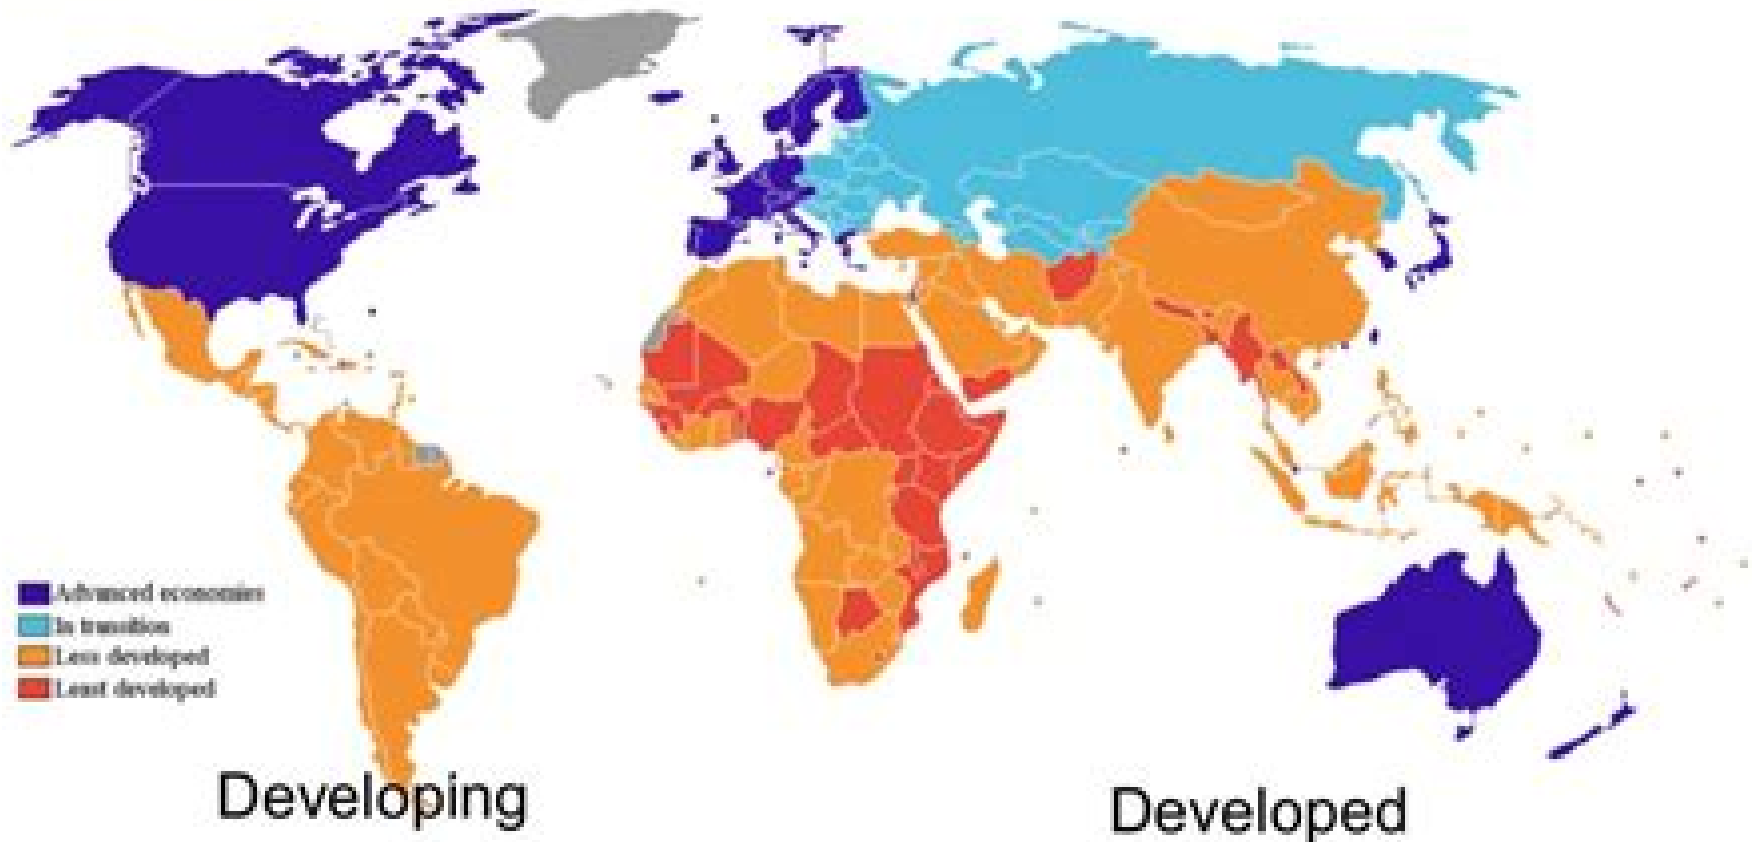 Advanced economies
In transition
Less developed
Least developed
Developing
Developed